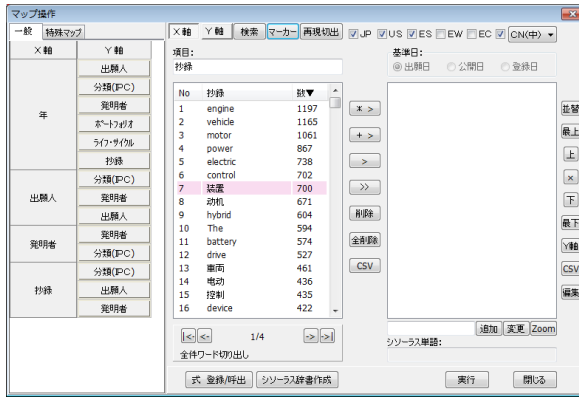 マップ操作
一般 特殊マップ
X軸 Y軸
年 出願人
分類(IPC)
発明者
ポートフォリオ
ライフ・サイクル
抄録
出願人 分類(IPC)
発明者
出願人
発明者 発明者
分類(IPC)
抄録 分類(IPC)
出願人
発明者
X軸 Y軸 検索 マーカー 再現切出 JP US ES EW EC CN(中)
項目:
抄録
基準日:
出願日 公開日 登録日
No 抄録 数▼
1 engine 1197
2 vehicle 1165
3 motor 1061
4 power 867
5 electric 738
6 control 702
7 装置 700
8 动机 671
9 hybrid 604
10 The 594
11 battery 574
12 drive 527
13 車両 461
14 电动 436
15 控制 435
16 device 422
* >
+ >
>
>>
削除
全削除
CSV
並替
最上
上
×
下
最下
Y軸
CSV
編集
|<- <- 1/4 -> ->|
全件ワード切り出し
追加 変更 Zoom
シソーラス単語:
式 登録/呼出 シソーラス辞書作成 実行 閉じる